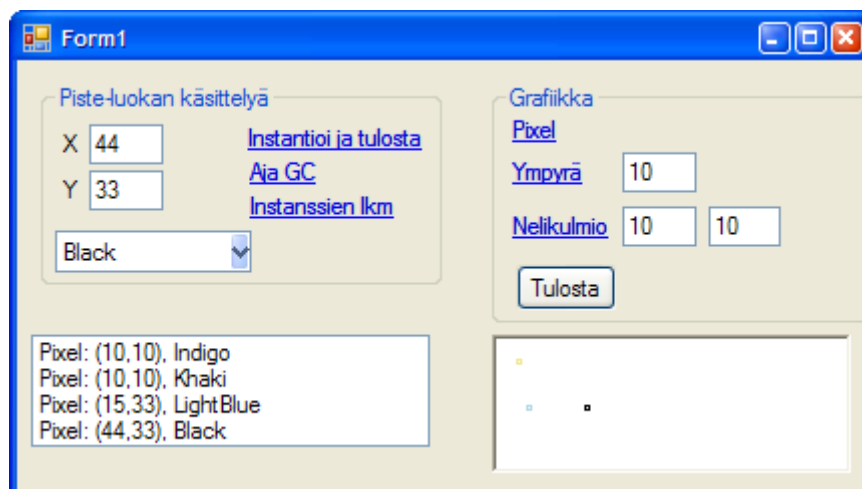 Form1
Piste-luokan käsittelyä
X 44
Instantioi ja tulosta
Aja GC
Y 33
Instanssien lkm
Black
Grafiikka
Pixel
Ympyrä 10
Nelikulmio 10 10
Tulosta
Pixel: (10,10), Indigo
Pixel: (10,10), Khaki
Pixel: (15,33), LightBlue
Pixel: (44,33), Black